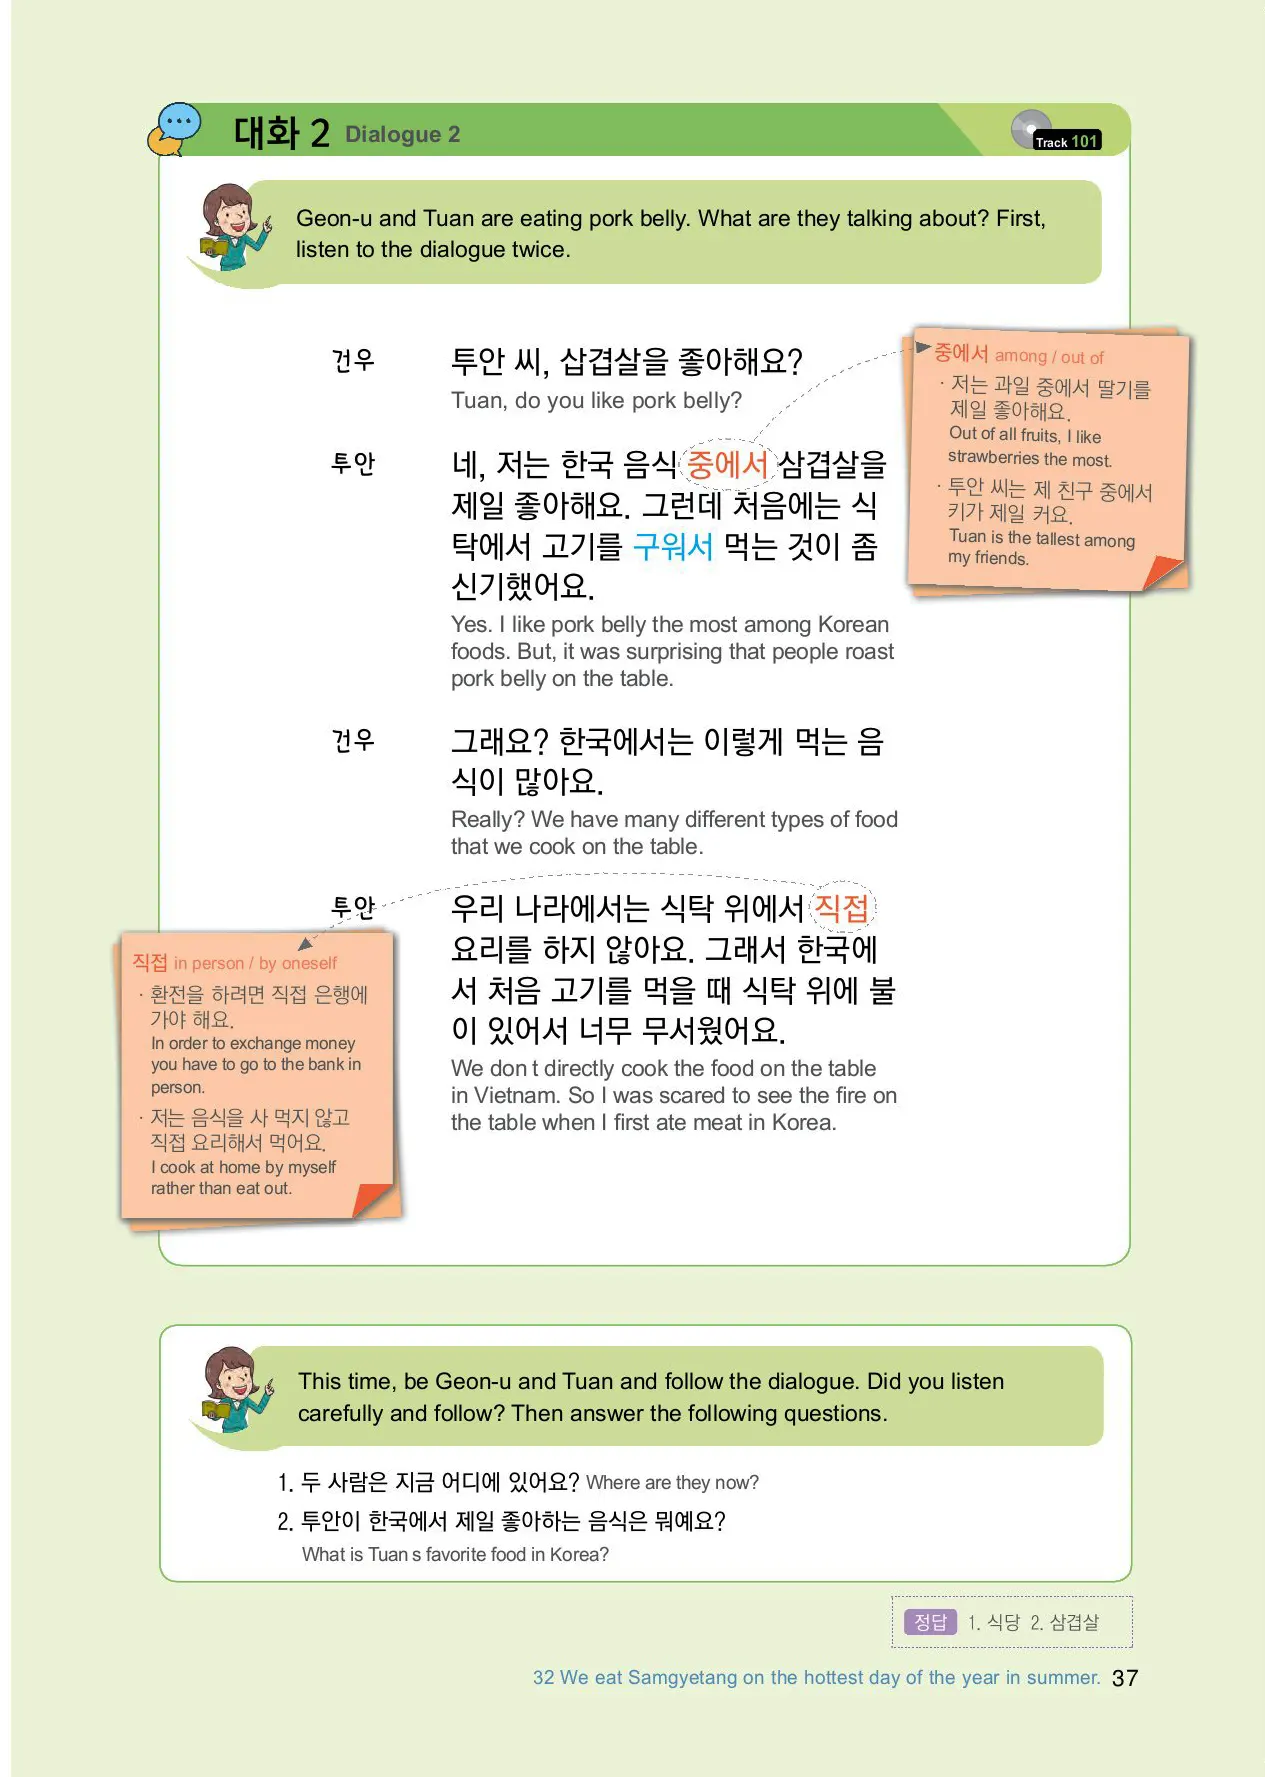 대화 2 Dialogue 2
Track 101
Geon-u and Tuan are eating pork belly. What are they talking about? First,
listen to the dialogue twice.
건우
투안 씨, 삽겹살을 좋아해요?
Tuan, do you like pork belly?
투안
네, 저는 한국 음식 중에서 삼겹살을
제일 좋아해요. 그런데 처음에는 식
탁에서 고기를 구워서 먹는 것이 좀
신기했어요.
Yes. I like pork belly the most among Korean
foods. But, it was surprising that people roast
pork belly on the table.
중에서 among / out of
· 저는 과일 중에서 딸기를
제일 좋아해요.
Out of all fruits, I like
strawberries the most.
· 투안 씨는 제 친구 중에서
키가 제일 커요.
Tuan is the tallest among
my friends.
건우
그래요? 한국에서는 이렇게 먹는 음
식이 많아요.
Really? We have many different types of food
that we cook on the table.
투안
우리 나라에서는 식탁 위에서 직접
요리를 하지 않아요. 그래서 한국에
서 처음 고기를 먹을 때 식탁 위에 불
이 있어서 너무 무서웠어요.
We don t directly cook the food on the table
in Vietnam. So I was scared to see the fire on
the table when I first ate meat in Korea.
직접 in person / by oneself
· 환전을 하려면 직접 은행에
가야 해요.
In order to exchange money
you have to go to the bank in
person.
· 저는 음식을 사 먹지 않고
직접 요리해서 먹어요.
I cook at home by myself
rather than eat out.
This time, be Geon-u and Tuan and follow the dialogue. Did you listen
carefully and follow? Then answer the following questions.
1. 두 사람은 지금 어디에 있어요? Where are they now?
2. 투안이 한국에서 제일 좋아하는 음식은 뭐예요?
What is Tuan s favorite food in Korea?
정답 1. 식당 2. 삼겹살
32 We eat Samgyetang on the hottest day of the year in summer. 37